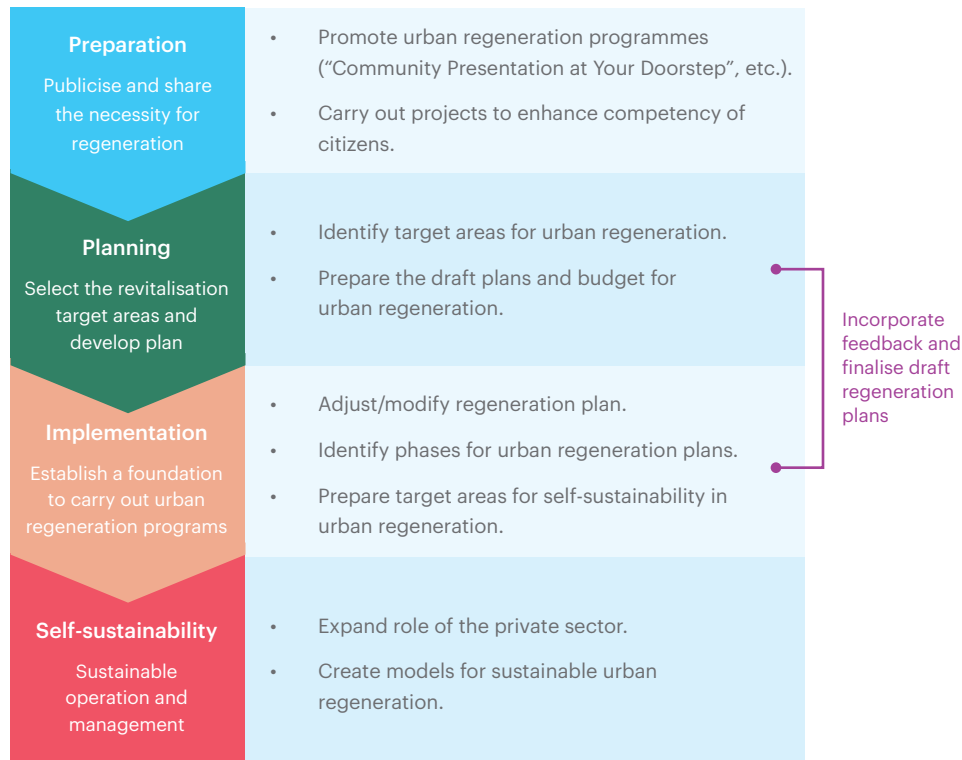 Preparation
Publicise and share
the necessity for
regeneration
• Promote urban regeneration programmes
(“Community Presentation at Your Doorstep”, etc.).
• Carry out projects to enhance competency of
citizens.
Planning
Select the revitalisation
target areas and
develop plan
• Identify target areas for urban regeneration.
• Prepare the draft plans and budget for
urban regeneration.
Implementation
Establish a foundation
to carry out urban
regeneration programs
• Adjust/modify regeneration plan.
• Identify phases for urban regeneration plans.
• Prepare target areas for self-sustainability in
urban regeneration.
Self-sustainability
Sustainable
operation and
management
• Expand role of the private sector.
• Create models for sustainable urban
regeneration.
Incorporate
feedback and
finalise draft
regeneration
plans